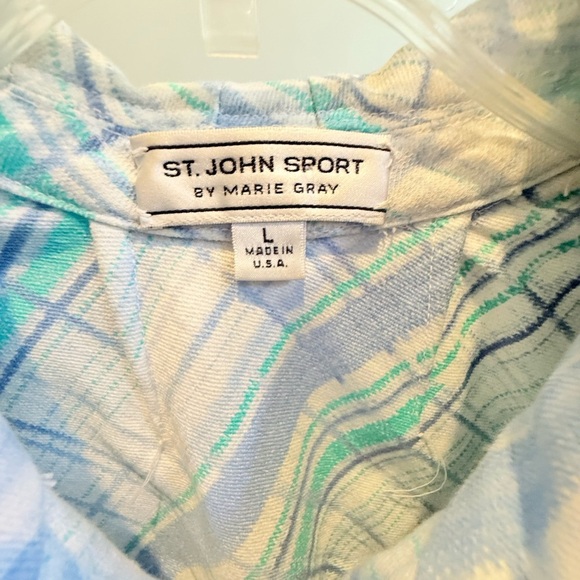 ST. JOHN SPORT
BY MARIE GRAY
L
MADE IN
U.S.A.